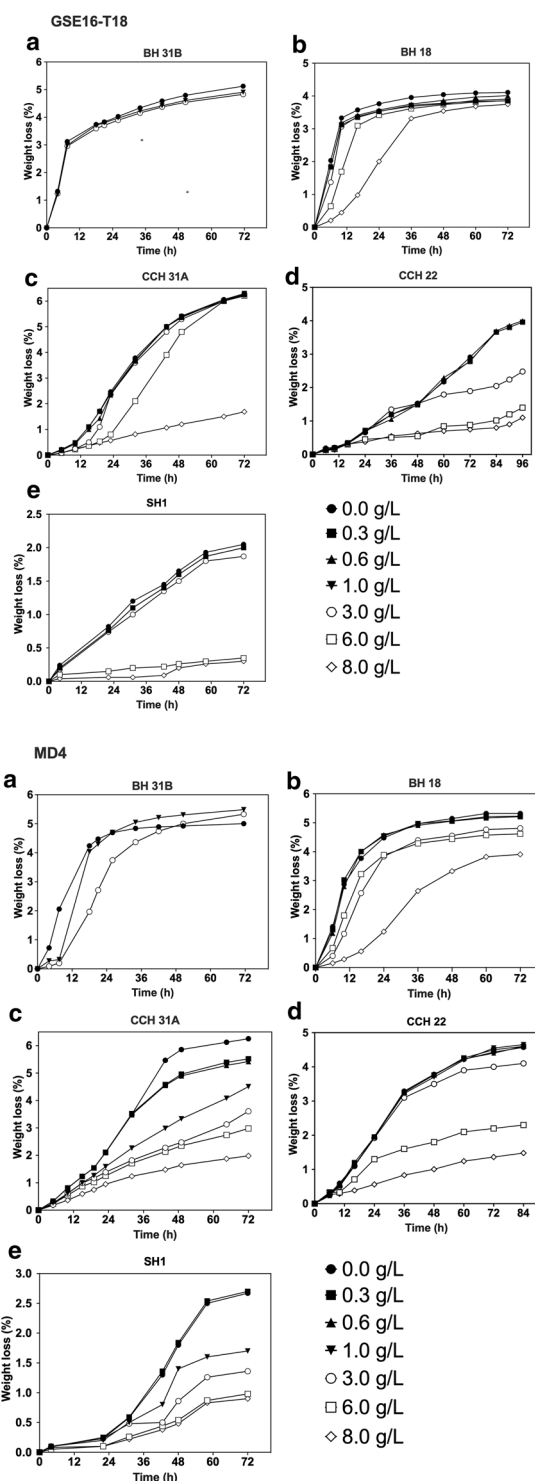 GSE16-T18
a
BH 31B
Weight loss (%)
6
5
4
3
2
1
0
0 12 24 36 48 60 72
Time (h)
b
BH 18
Weight loss (%)
5
4
3
2
1
0
0 12 24 36 48 60 72
Time (h)
c
CCH 31A
Weight loss (%)
6
5
4
3
2
1
0
0 12 24 36 48 60 72
Time (h)
d
CCH 22
Weight loss (%)
5
4
3
2
1
0
0 12 24 36 48 60 72 84 96
Time (h)
e
SH1
Weight loss (%)
2.5
2.0
1.5
1.0
0.5
0.0
0 12 24 36 48 60 72
Time (h)
0.0 g/L
0.3 g/L
0.6 g/L
1.0 g/L
3.0 g/L
6.0 g/L
8.0 g/L
MD4
a
BH 31B
Weight loss (%)
6
5
4
3
2
1
0
0 12 24 36 48 60 72
Time (h)
b
BH 18
Weight loss (%)
6
5
4
3
2
1
0
0 12 24 36 48 60 72
Time (h)
c
CCH 31A
Weight loss (%)
6
5
4
3
2
1
0
0 12 24 36 48 60 72
Time (h)
d
CCH 22
Weight loss (%)
5
4
3
2
1
0
0 12 24 36 48 60 72 84
Time (h)
e
SH1
Weight loss (%)
3.0
2.5
2.0
1.5
1.0
0.5
0.0
0 12 24 36 48 60 72
Time (h)
0.0 g/L
0.3 g/L
0.6 g/L
1.0 g/L
3.0 g/L
6.0 g/L
8.0 g/L